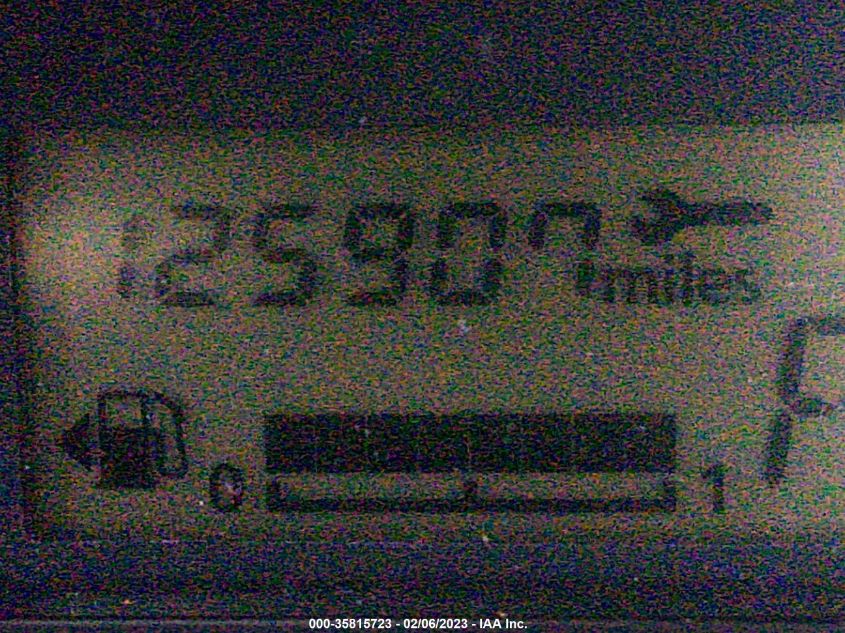 125907 miles
F
0 1
000-35815723 - 02/06/2023 - IAA Inc.